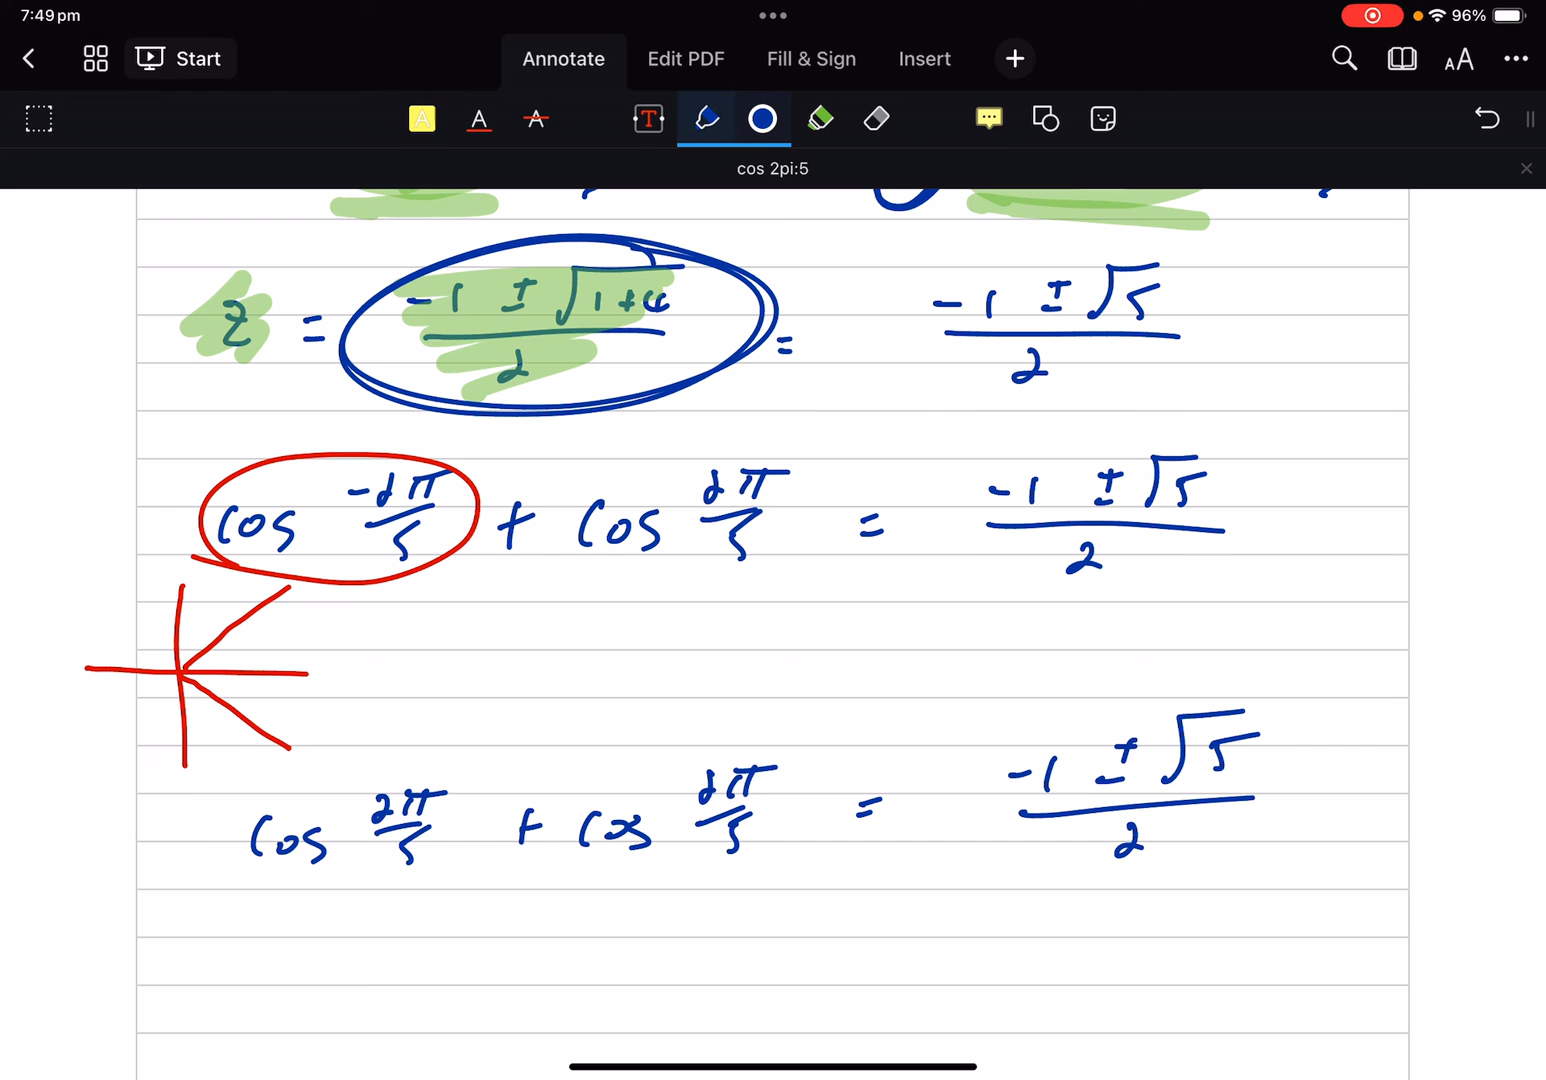 7:49 pm 96%
Start Annotate Edit PDF Fill & Sign Insert
A A A T AA
cos 2pi:5
z = (-1 ± √(1+4))/2 = (-1 ± √5)/2
cos (-2π/5) + cos (2π/5) = (-1 ± √5)/2
cos (2π/5) + cos (2π/5) = (-1 ± √5)/2